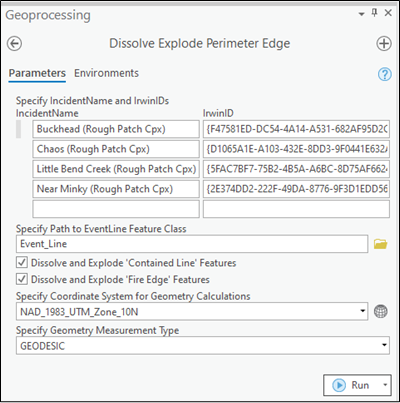 Geoprocessing
Dissolve Explode Perimeter Edge
Parameters Environments
Specify IncidentName and IrwinIDs
IncidentName IrwinID
Buckhead (Rough Patch Cpx) {F47581ED-DC54-4A14-A531-682AF95D2C
Chaos (Rough Patch Cpx) {D1065A1E-A103-432E-8DD3-9F0441E632A
Little Bend Creek (Rough Patch Cpx) {5FAC7BF7-75B2-4B5A-A6BC-8D75AF662
Near Minky (Rough Patch Cpx) {2E374DD2-222F-49DA-8776-9F3D1EDD56
Specify Path to EventLine Feature Class
Event_Line
Dissolve and Explode 'Contained Line' Features
Dissolve and Explode 'Fire Edge' Features
Specify Coordinate System for Geometry Calculations
NAD_1983_UTM_Zone_10N
Specify Geometry Measurement Type
GEODESIC
Run